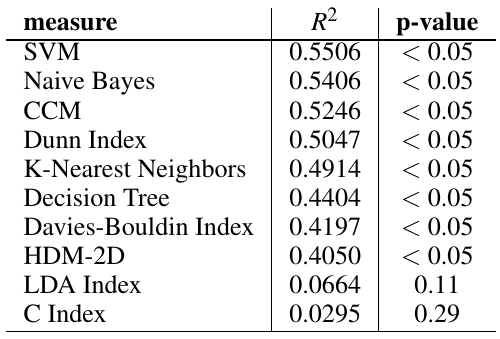 measure R² p-value
SVM 0.5506 < 0.05
Naive Bayes 0.5406 < 0.05
CCM 0.5246 < 0.05
Dunn Index 0.5047 < 0.05
K-Nearest Neighbors 0.4914 < 0.05
Decision Tree 0.4404 < 0.05
Davies-Bouldin Index 0.4197 < 0.05
HDM-2D 0.4050 < 0.05
LDA Index 0.0664 0.11
C Index 0.0295 0.29